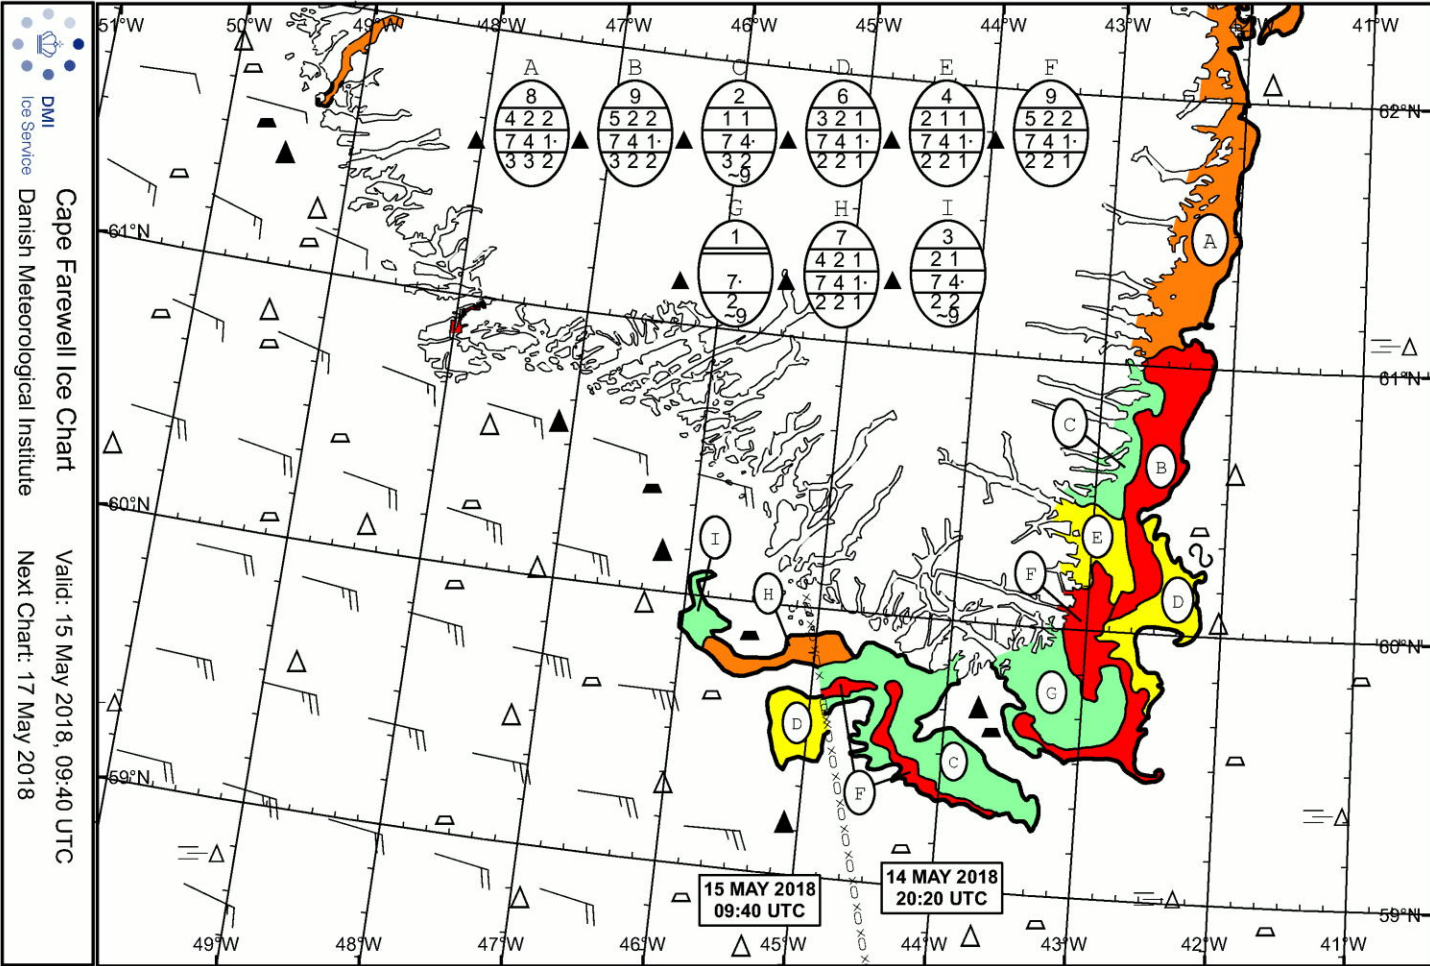 DMI
Ice Service
Danish Meteorological Institute
Cape Farewell Ice Chart
Valid: 15 May 2018, 09:40 UTC
Next Chart: 17 May 2018
51°W 50°W 49°W 48°W 47°W 46°W 45°W 44°W 43°W 42°W 41°W
A B C D E F
8 9 2 6 4 9
4 2 2 5 2 2 1 1 3 2 1 2 1 1 5 2 2
7 4 1· 7 4 1· 7 4· 7 4 1· 7 4 1· 7 4 1·
3 3 2 3 2 2 3 2 2 2 1 2 2 1 2 2 1
~9
G H I
1 7 3
4 2 1 2 1
7· 7 4 1· 7 4·
2 2 2 1 2 2
~9 ~9
62°N
61°N
61°N
60°N
60°N
59°N
59°N
A
C
B
E
I
F
H
D
G
D
C
F
15 MAY 2018
09:40 UTC
14 MAY 2018
20:20 UTC
49°W 48°W 47°W 46°W 45°W 44°W 43°W 42°W 41°W